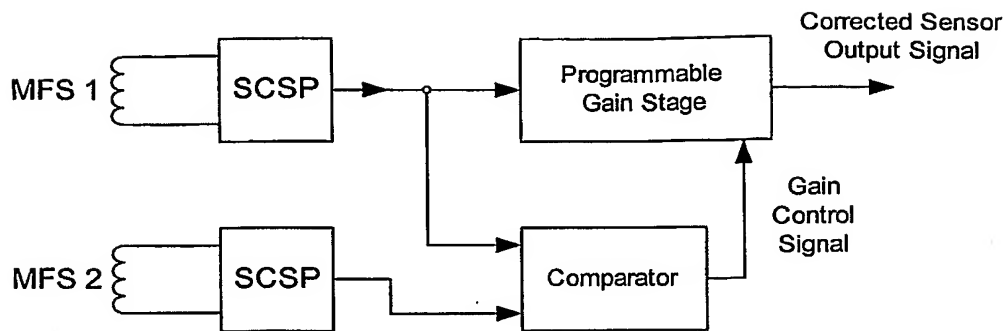 Corrected Sensor
Output Signal
MFS 1
SCSP
Programmable
Gain Stage
Gain
Control
Signal
MFS 2
SCSP
Comparator